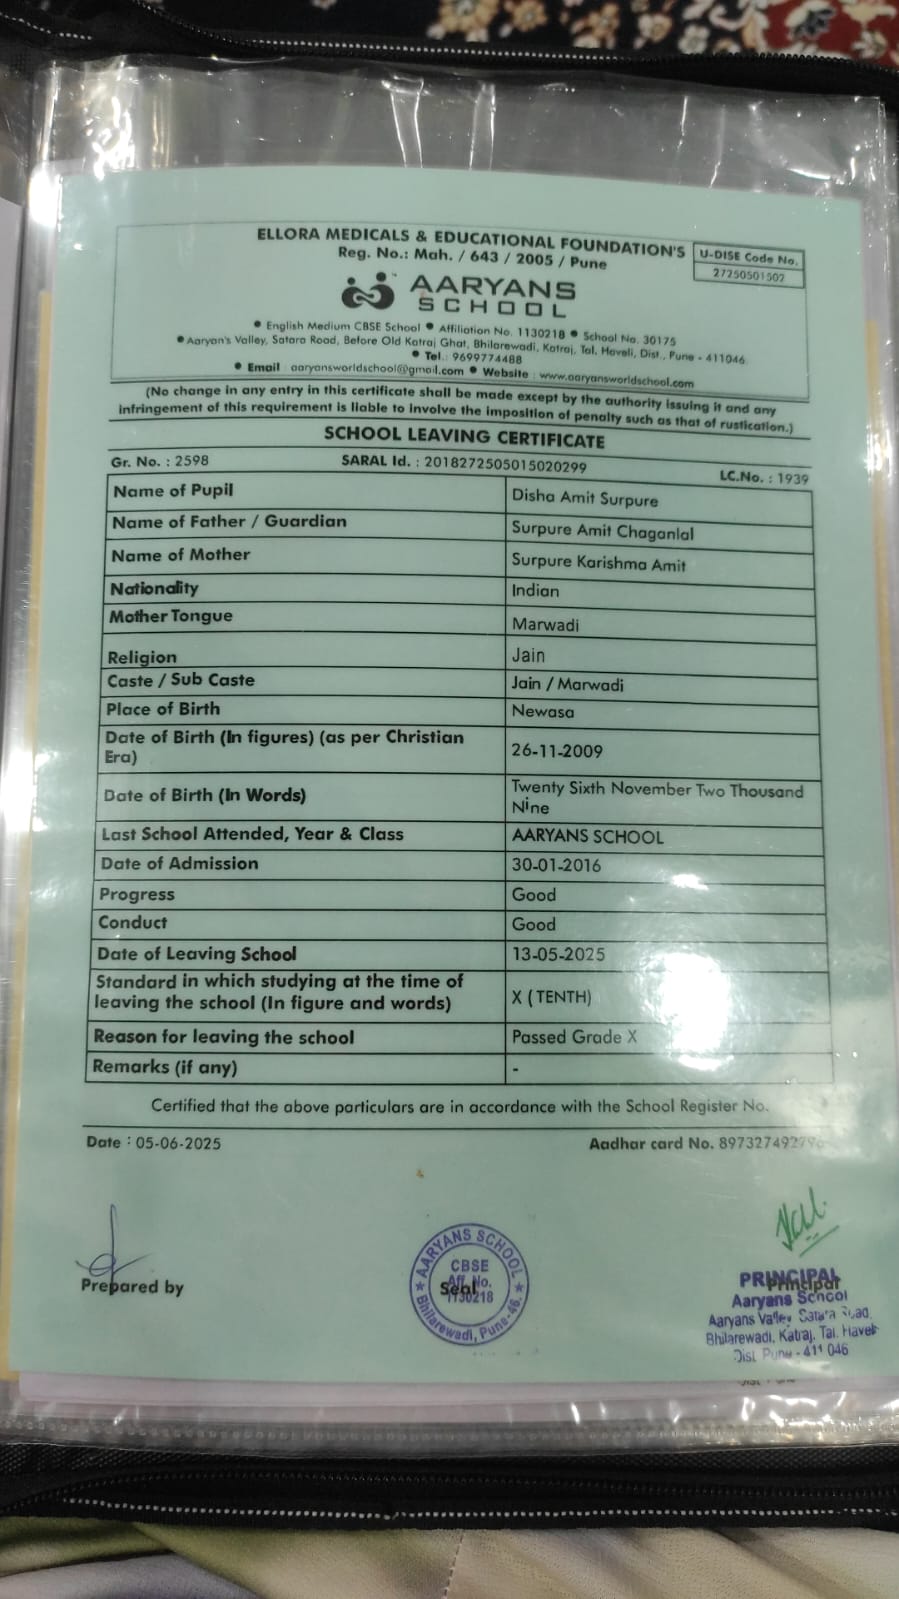 ELLORA MEDICALS & EDUCATIONAL FOUNDATION'S
Reg. No.: Mah. / 643 / 2005 / Pune
U-DISE Code No.
27250501502
AARYANS
SCHOOL
• English Medium CBSE School • Affiliation No. 1130218 • School No. 30175
• Aaryan's Valley, Satara Road, Before Old Katraj Ghat, Bhilarewadi, Katraj, Tal. Haveli, Dist., Pune - 411046
• Tel.: 9699774488
• Email : aaryansworldschool@gmail.com • Website : www.aaryansworldschool.com
(No change in any entry in this certificate shall be made except by the authority issuing it and any
infringement of this requirement is liable to involve the imposition of penalty such as that of rustication.)
SCHOOL LEAVING CERTIFICATE
Gr. No. : 2598 SARAL Id. : 2018272505015020299 LC.No. : 1939
Name of Pupil Disha Amit Surpure
Name of Father / Guardian Surpure Amit Chaganlal
Name of Mother Surpure Karishma Amit
Nationality Indian
Mother Tongue Marwadi
Religion Jain
Caste / Sub Caste Jain / Marwadi
Place of Birth Newasa
Date of Birth (In figures) (as per Christian
Era) 26-11-2009
Date of Birth (In Words) Twenty Sixth November Two Thousand
Nine
Last School Attended, Year & Class AARYANS SCHOOL
Date of Admission 30-01-2016
Progress Good
Conduct Good
Date of Leaving School 13-05-2025
Standard in which studying at the time of
leaving the school (In figure and words) X (TENTH)
Reason for leaving the school Passed Grade X
Remarks (if any) -
Certified that the above particulars are in accordance with the School Register No.
Date : 05-06-2025 Aadhar card No.
Prepared by
AARYANS SCHOOL
CBSE
Aff. No.
1130218
Bhilarewadi, Pune-46.
Seal
PRINCIPAL
Principal
Aaryans School
Aaryans Valley, Satara Road,
Bhilarewadi, Katraj, Tal. Haveli
Dist. Pune - 411 046